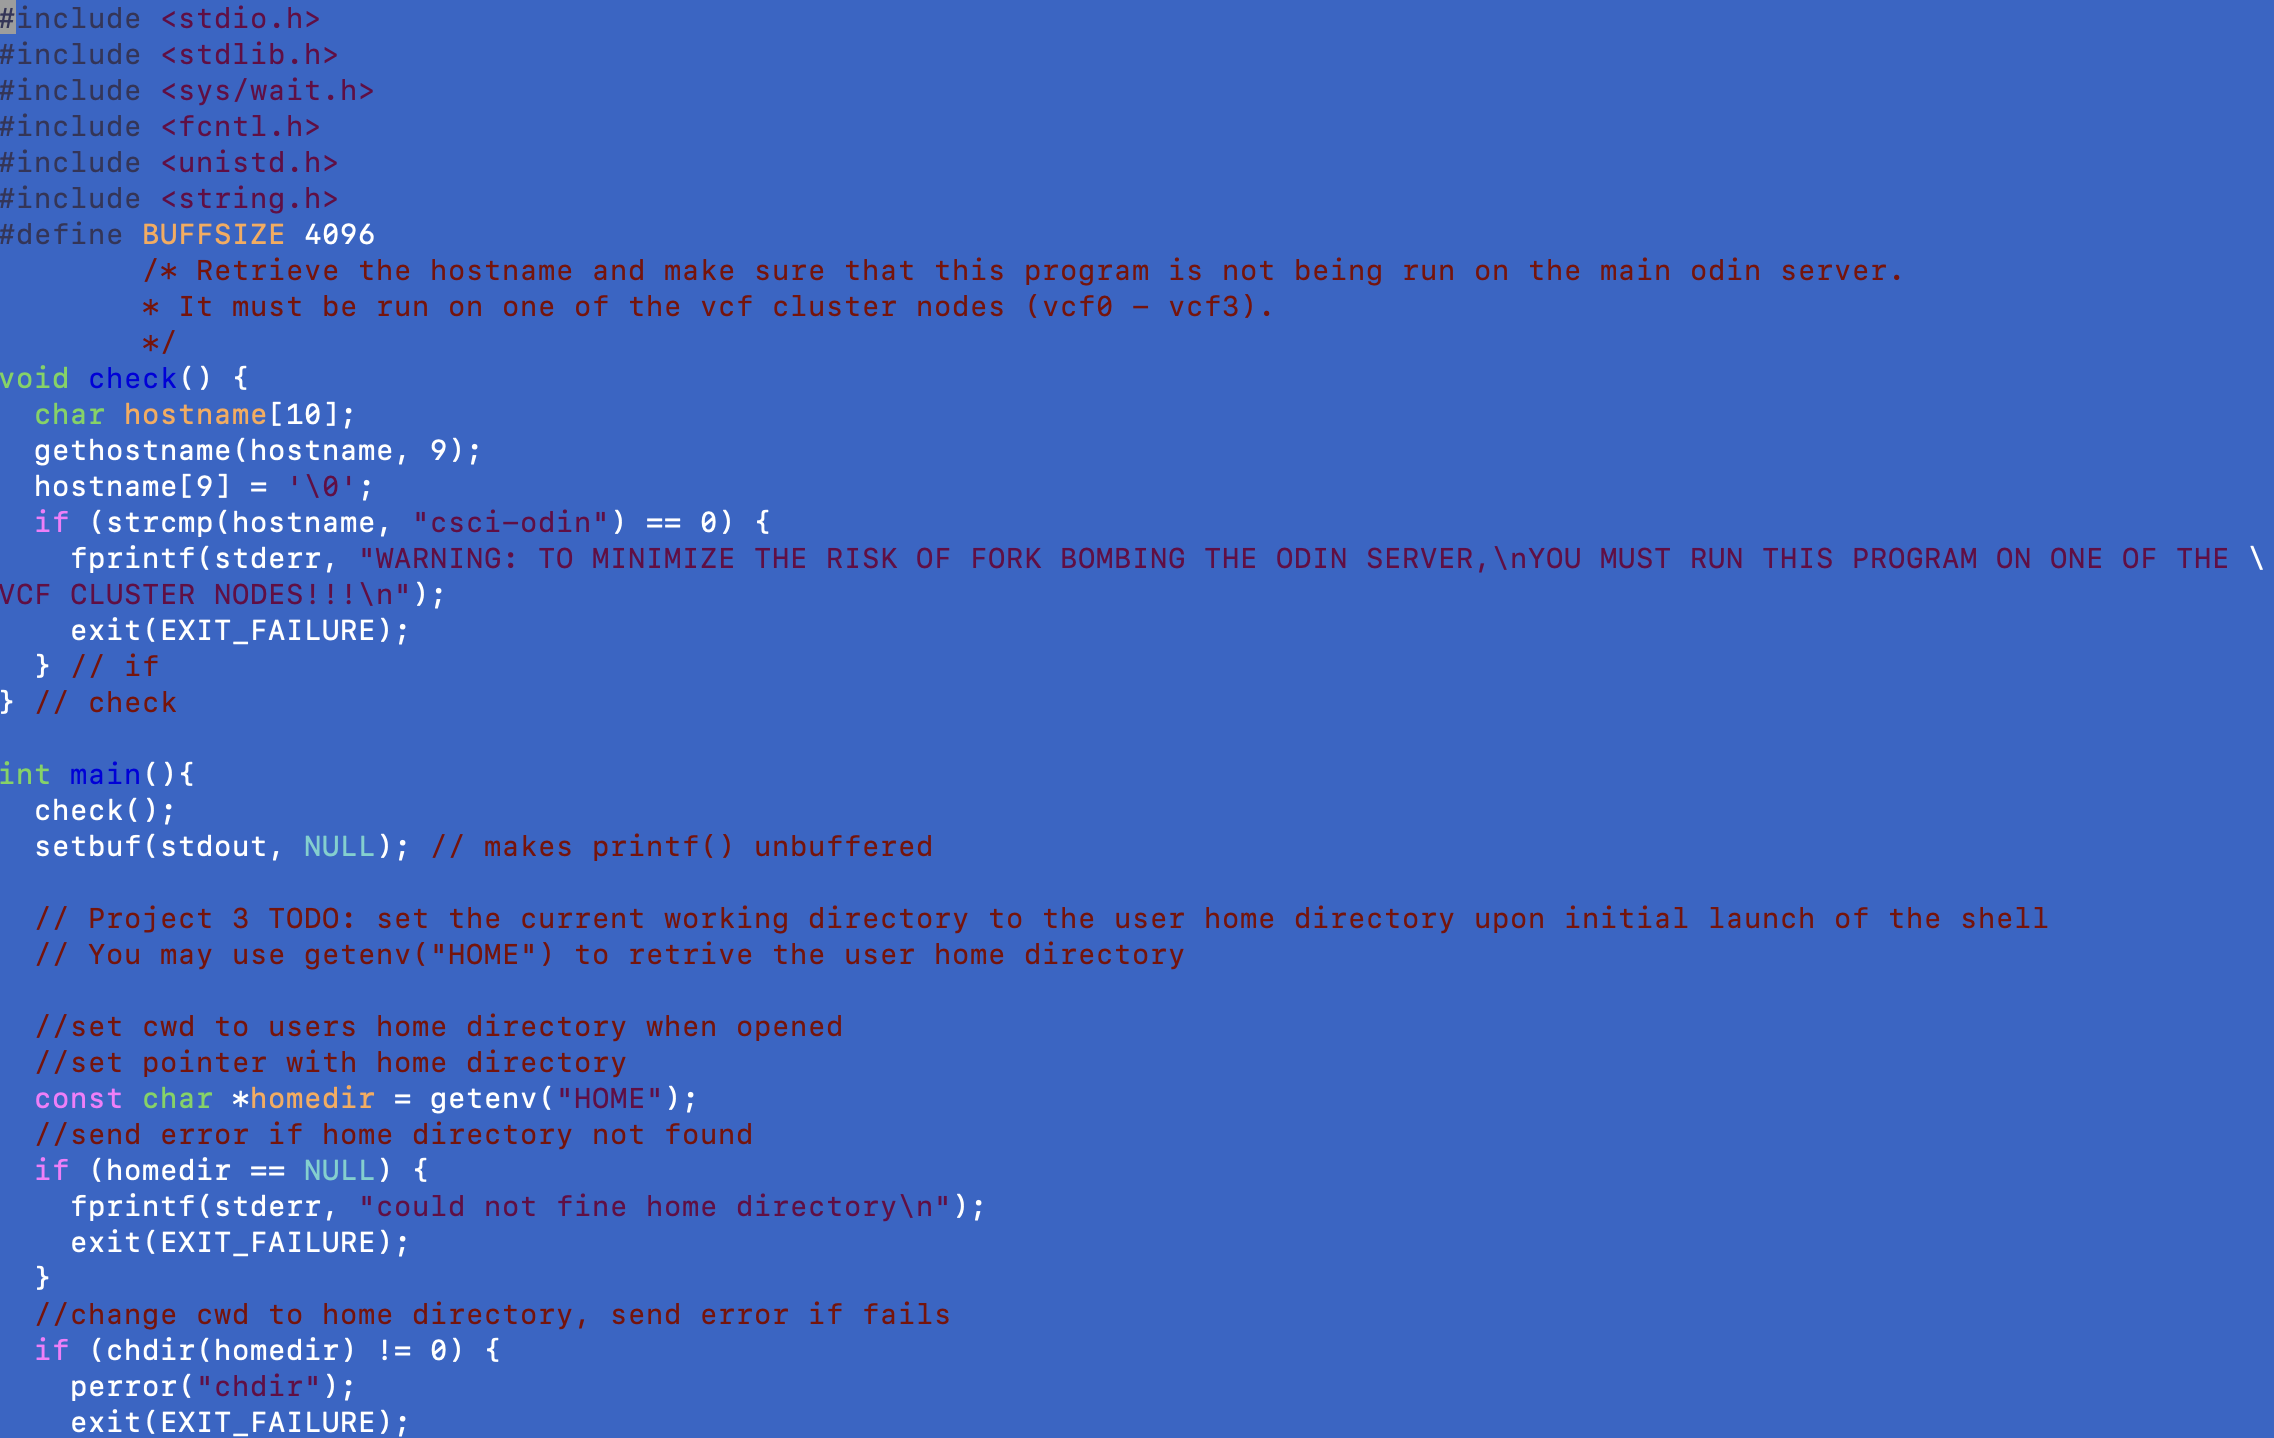 #include <stdio.h>
#include <stdlib.h>
#include <sys/wait.h>
#include <fcntl.h>
#include <unistd.h>
#include <string.h>
#define BUFFSIZE 4096
        /* Retrieve the hostname and make sure that this program is not being run on the main odin server.
        * It must be run on one of the vcf cluster nodes (vcf0 - vcf3).
        */
void check() {
  char hostname[10];
  gethostname(hostname, 9);
  hostname[9] = '\0';
  if (strcmp(hostname, "csci-odin") == 0) {
    fprintf(stderr, "WARNING: TO MINIMIZE THE RISK OF FORK BOMBING THE ODIN SERVER,\nYOU MUST RUN THIS PROGRAM ON ONE OF THE \
VCF CLUSTER NODES!!!\n");
    exit(EXIT_FAILURE);
  } // if
} // check

int main(){
  check();
  setbuf(stdout, NULL); // makes printf() unbuffered

  // Project 3 TODO: set the current working directory to the user home directory upon initial launch of the shell
  // You may use getenv("HOME") to retrive the user home directory

  //set cwd to users home directory when opened
  //set pointer with home directory
  const char *homedir = getenv("HOME");
  //send error if home directory not found
  if (homedir == NULL) {
    fprintf(stderr, "could not fine home directory\n");
    exit(EXIT_FAILURE);
  }
  //change cwd to home directory, send error if fails
  if (chdir(homedir) != 0) {
    perror("chdir");
    exit(EXIT_FAILURE);